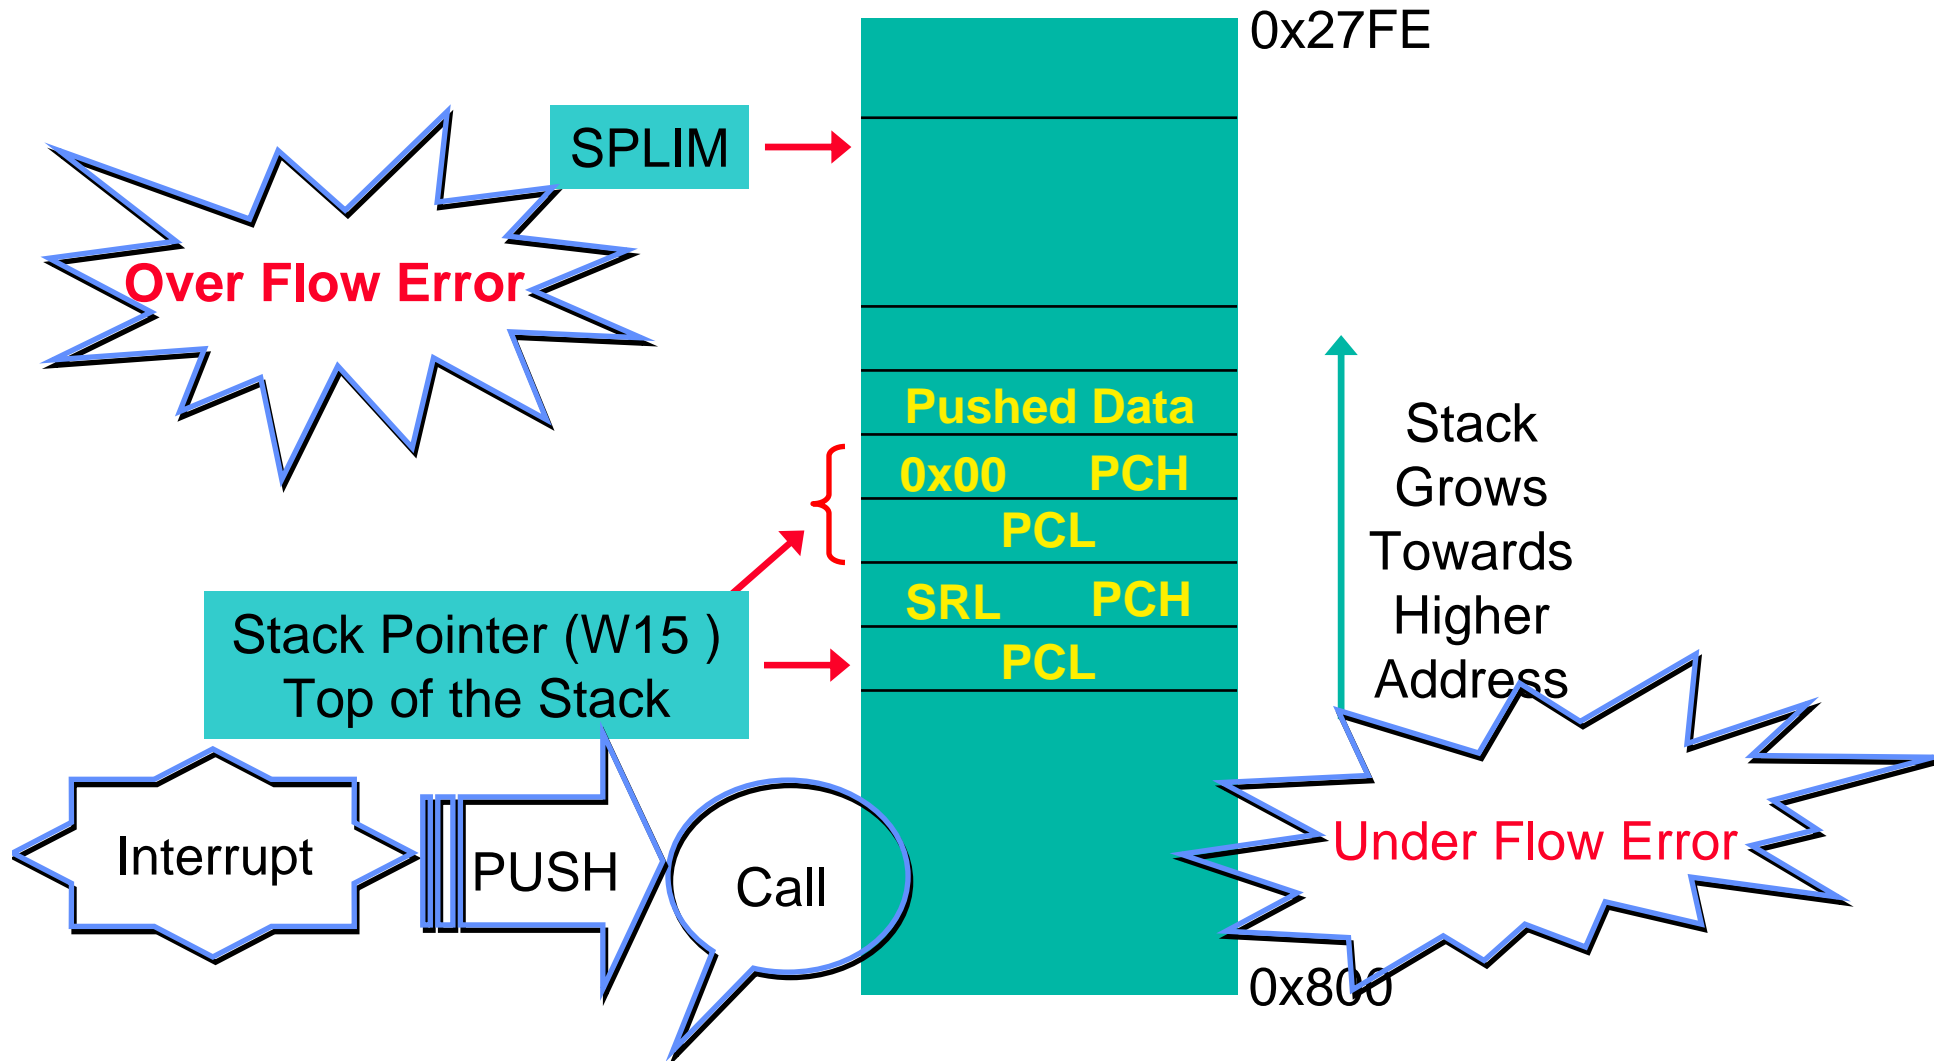 0x27FE
SPLIM
Over Flow Error
Pushed Data
0x00 PCH
PCL
SRL PCH
PCL
Stack
Grows
Towards
Higher
Address
Stack Pointer (W15 )
Top of the Stack
Interrupt
PUSH
Call
Under Flow Error
0x800